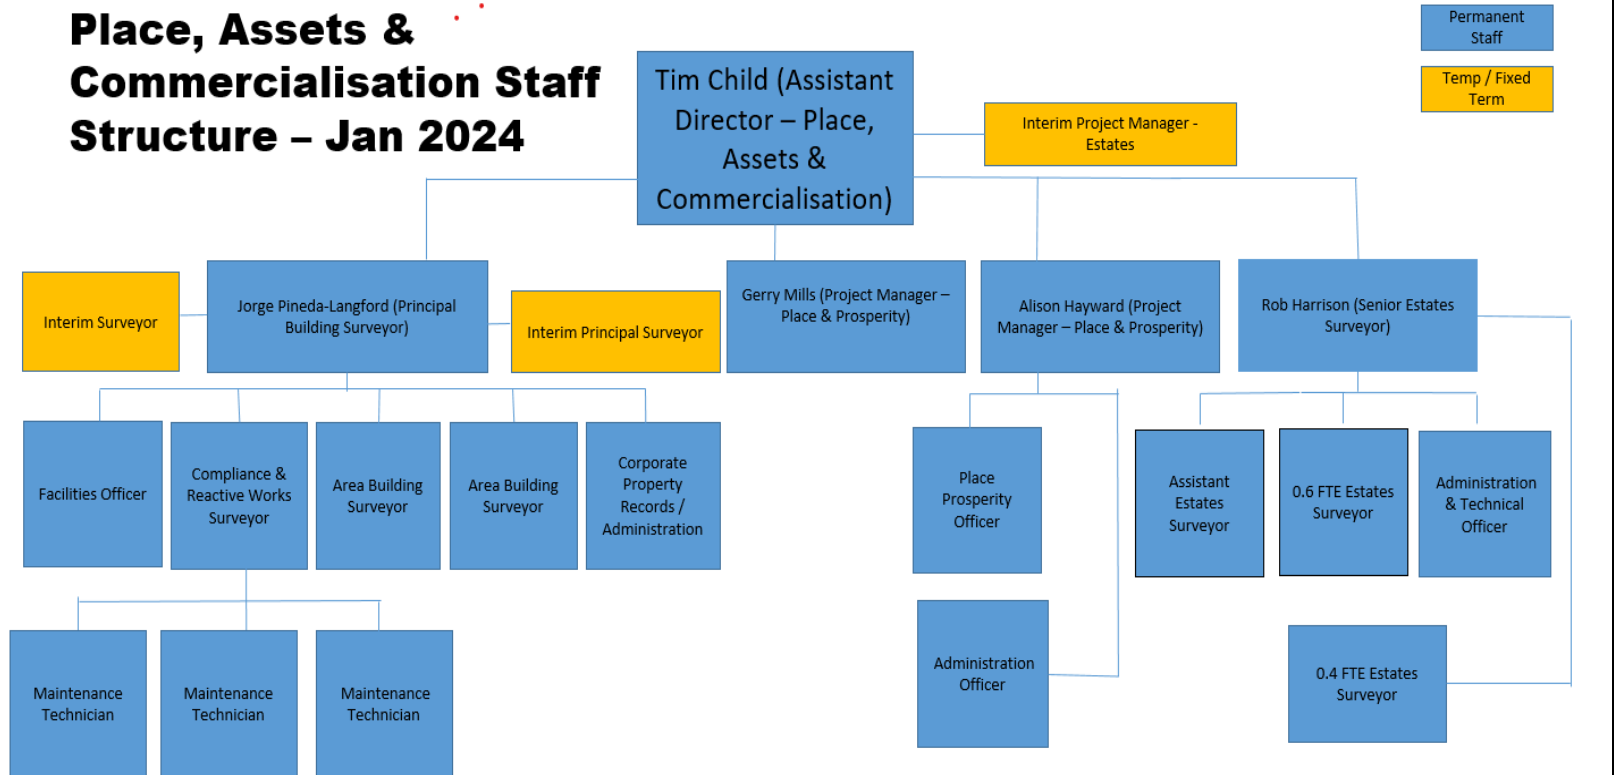 Place, Assets &
Commercialisation Staff
Structure – Jan 2024
Permanent
Staff
Temp / Fixed
Term
Tim Child (Assistant
Director – Place,
Assets &
Commercialisation)
Interim Project Manager -
Estates
Interim Surveyor
Jorge Pineda-Langford (Principal
Building Surveyor)
Interim Principal Surveyor
Gerry Mills (Project Manager –
Place & Prosperity)
Alison Hayward (Project
Manager – Place & Prosperity)
Rob Harrison (Senior Estates
Surveyor)
Facilities Officer
Compliance &
Reactive Works
Surveyor
Area Building
Surveyor
Area Building
Surveyor
Corporate
Property
Records /
Administration
Place
Prosperity
Officer
Assistant
Estates
Surveyor
0.6 FTE Estates
Surveyor
Administration
& Technical
Officer
Maintenance
Technician
Maintenance
Technician
Maintenance
Technician
Administration
Officer
0.4 FTE Estates
Surveyor